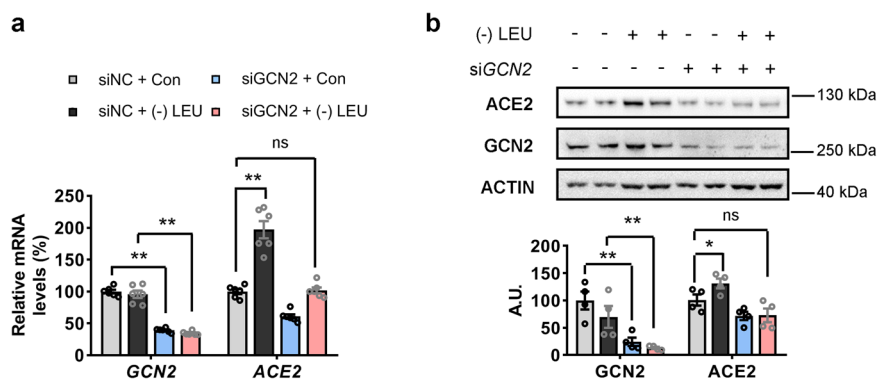 a
siNC + Con
siGCN2 + Con
siNC + (-) LEU
siGCN2 + (-) LEU
Relative mRNA
levels (%)
250
200
150
100
50
0
**
**
**
ns
GCN2
ACE2
b
(-) LEU - - + + - - + +
siGCN2 - - - - + + + +
ACE2
130 kDa
GCN2
250 kDa
ACTIN
40 kDa
A.U.
200
150
100
50
0
**
**
*
ns
GCN2
ACE2